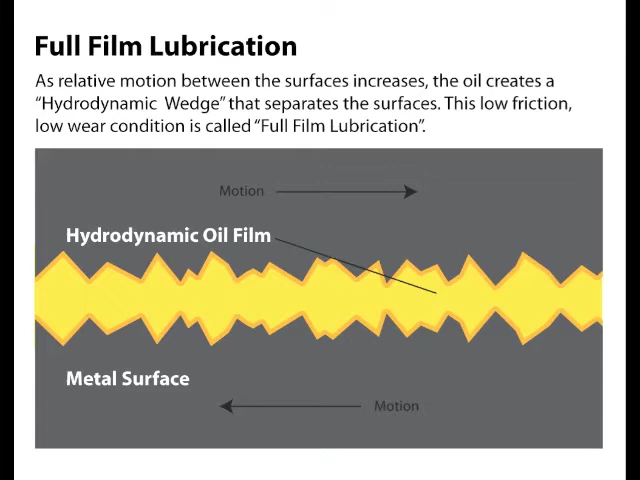 Full Film Lubrication
As relative motion between the surfaces increases, the oil creates a
“Hydrodynamic Wedge” that separates the surfaces. This low friction,
low wear condition is called “Full Film Lubrication”.
Motion
Hydrodynamic Oil Film
Metal Surface
Motion